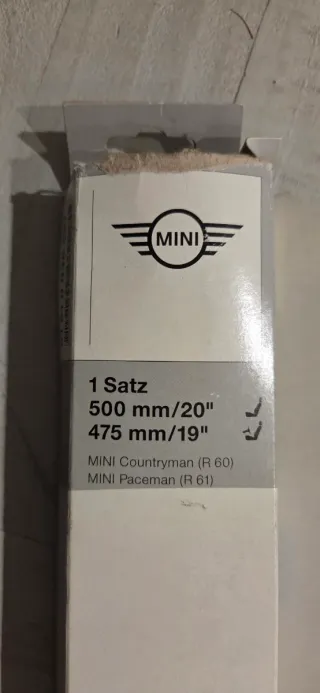 MINI
1 Satz
500 mm/20"
475 mm/19"
MINI Countryman (R 60)
MINI Paceman (R 61)